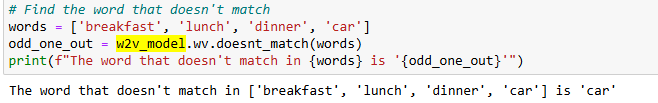 # Find the word that doesn't match
words = ['breakfast', 'lunch', 'dinner', 'car']
odd_one_out = w2v_model.wv.doesnt_match(words)
print(f"The word that doesn't match in {words} is '{odd_one_out}'")
The word that doesn't match in ['breakfast', 'lunch', 'dinner', 'car'] is 'car'